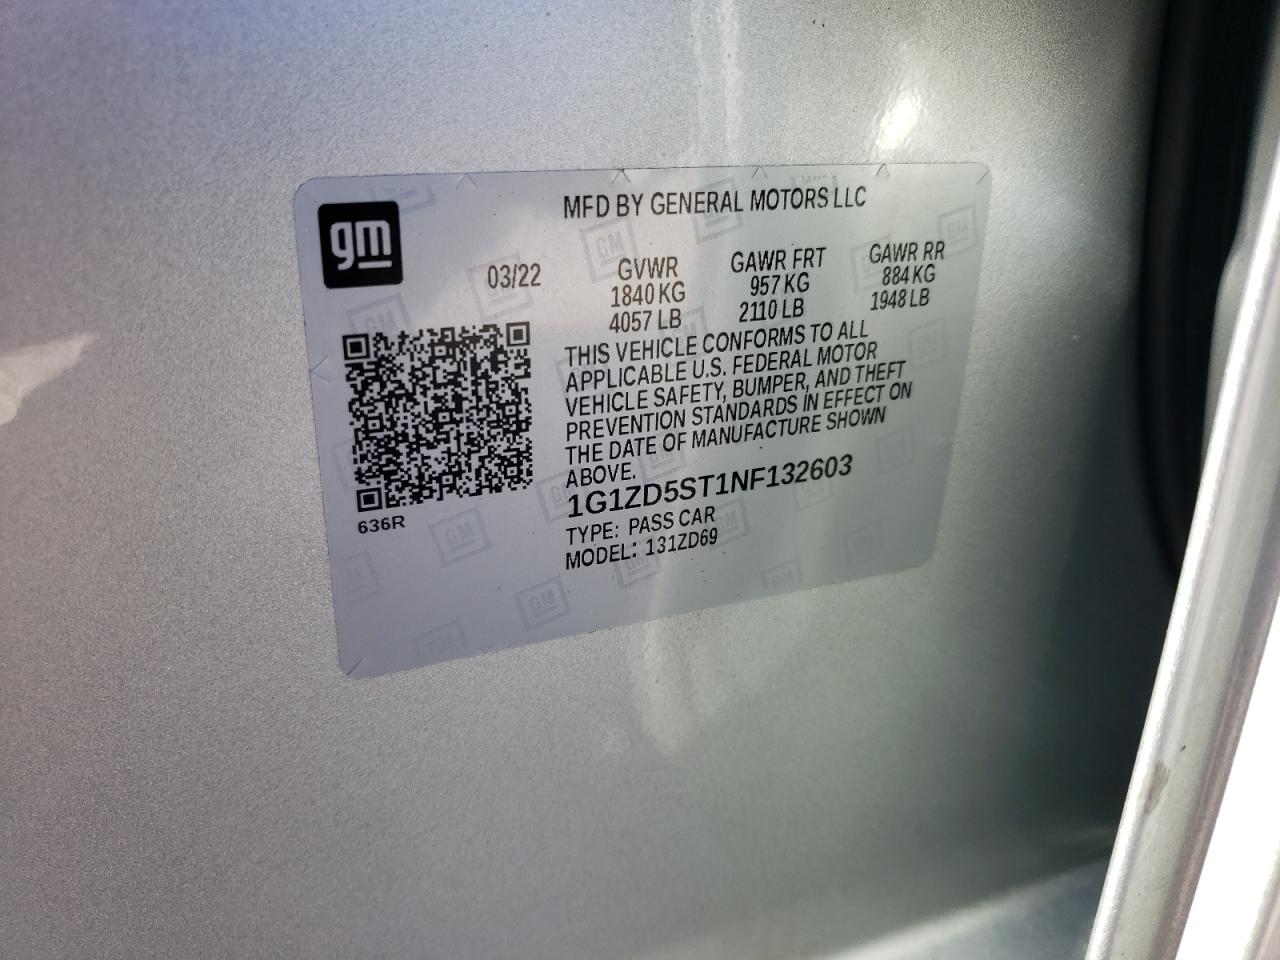 MFD BY GENERAL MOTORS LLC
gm
03/22
GVWR
1840 KG
4057 LB
GAWR FRT
957 KG
2110 LB
GAWR RR
884 KG
1948 LB
THIS VEHICLE CONFORMS TO ALL
APPLICABLE U.S. FEDERAL MOTOR
VEHICLE SAFETY, BUMPER, AND THEFT
PREVENTION STANDARDS IN EFFECT ON
THE DATE OF MANUFACTURE SHOWN
ABOVE.
1G1ZD5ST1NF132603
TYPE: PASS CAR
MODEL: 131ZD69
636R